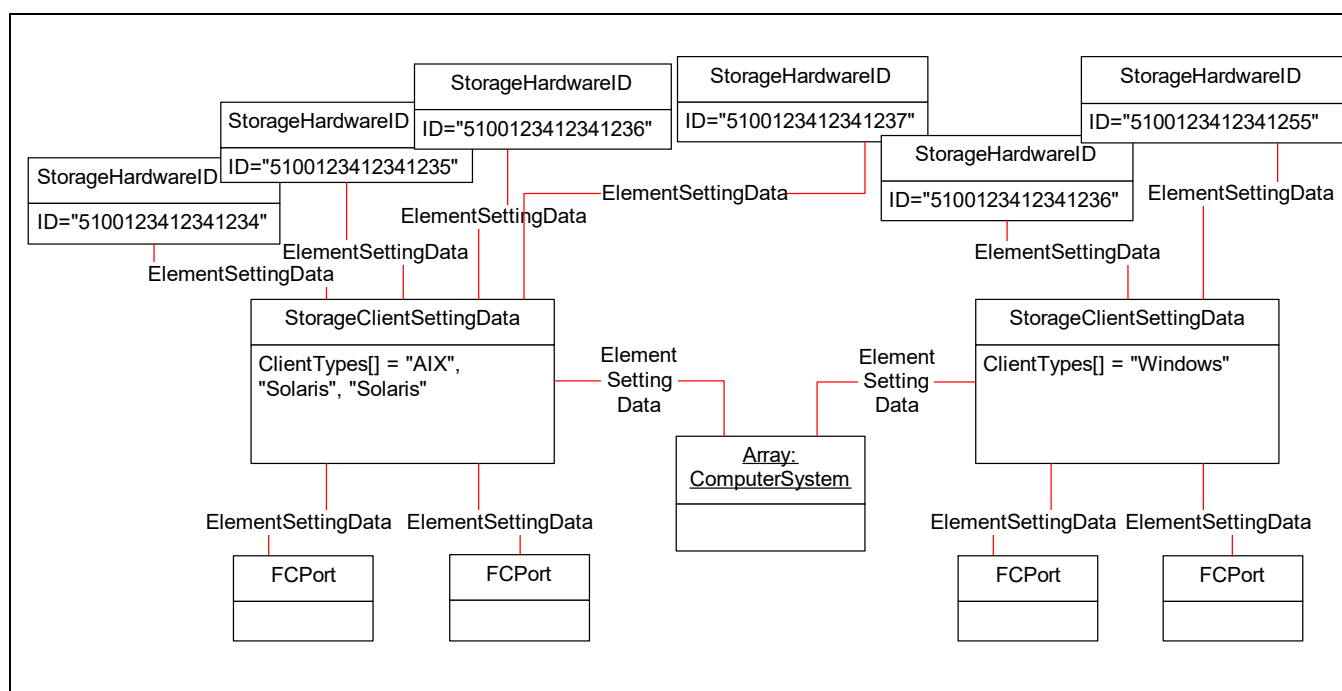 StorageHardwareID
ID="5100123412341236"
StorageHardwareID
ID="5100123412341237"
StorageHardwareID
ID="5100123412341255"
StorageHardwareID
ID="5100123412341235"
StorageHardwareID
ID="5100123412341236"
StorageHardwareID
ID="5100123412341234"
ElementSettingData
ElementSettingData
ElementSettingData
ElementSettingData
ElementSettingData
ElementSettingData
StorageClientSettingData
ClientTypes[] = "AIX",
"Solaris", "Solaris"
Element
Setting
Data
Element
Setting
Data
StorageClientSettingData
ClientTypes[] = "Windows"
Array:
ComputerSystem
ElementSettingData
ElementSettingData
ElementSettingData
ElementSettingData
FCPort
FCPort
FCPort
FCPort